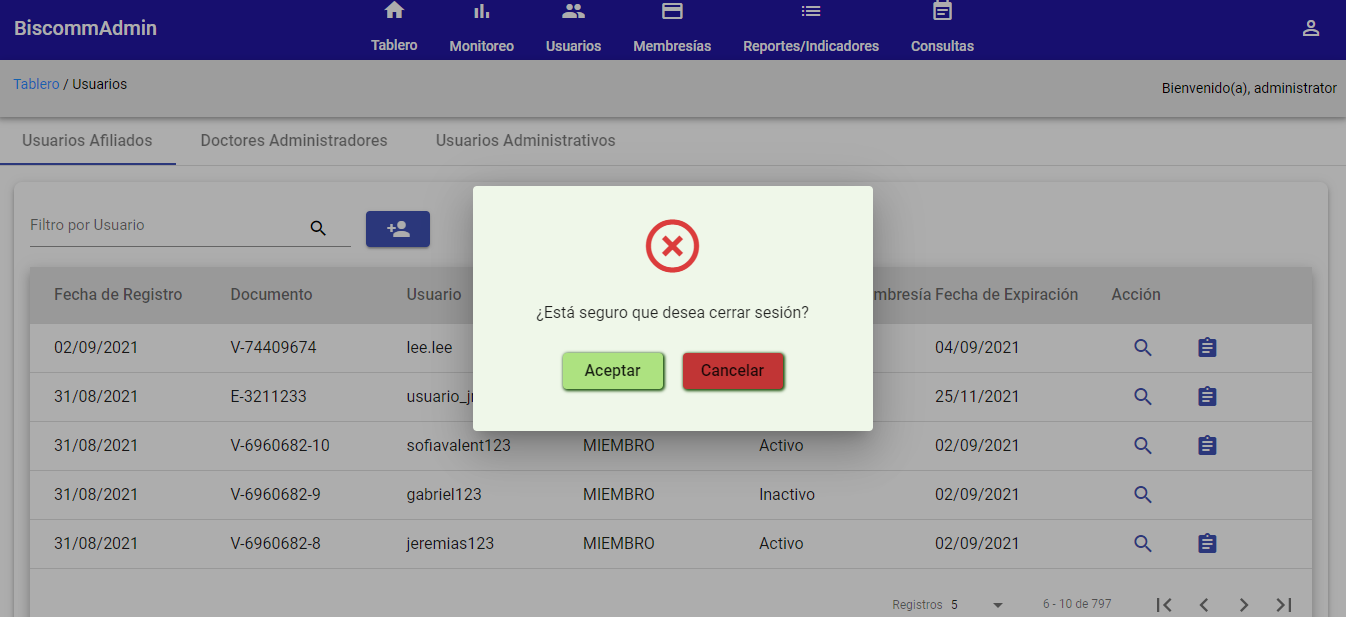 BiscommAdmin
Tablero Monitoreo Usuarios Membresías Reportes/Indicadores Consultas
Tablero / Usuarios
Bienvenido(a), administrator
Usuarios Afiliados Doctores Administradores Usuarios Administrativos
Filtro por Usuario
¿Está seguro que desea cerrar sesión?
Aceptar Cancelar
Fecha de Registro Documento Usuario Fecha de Expiración Acción
02/09/2021 V-74409674 lee.lee 04/09/2021
31/08/2021 E-3211233 25/11/2021
31/08/2021 V-6960682-10 sofiavalent123 MIEMBRO Activo 02/09/2021
31/08/2021 V-6960682-9 gabriel123 MIEMBRO Inactivo 02/09/2021
31/08/2021 V-6960682-8 jeremias123 MIEMBRO Activo 02/09/2021
Registros 5 6 - 10 de 797